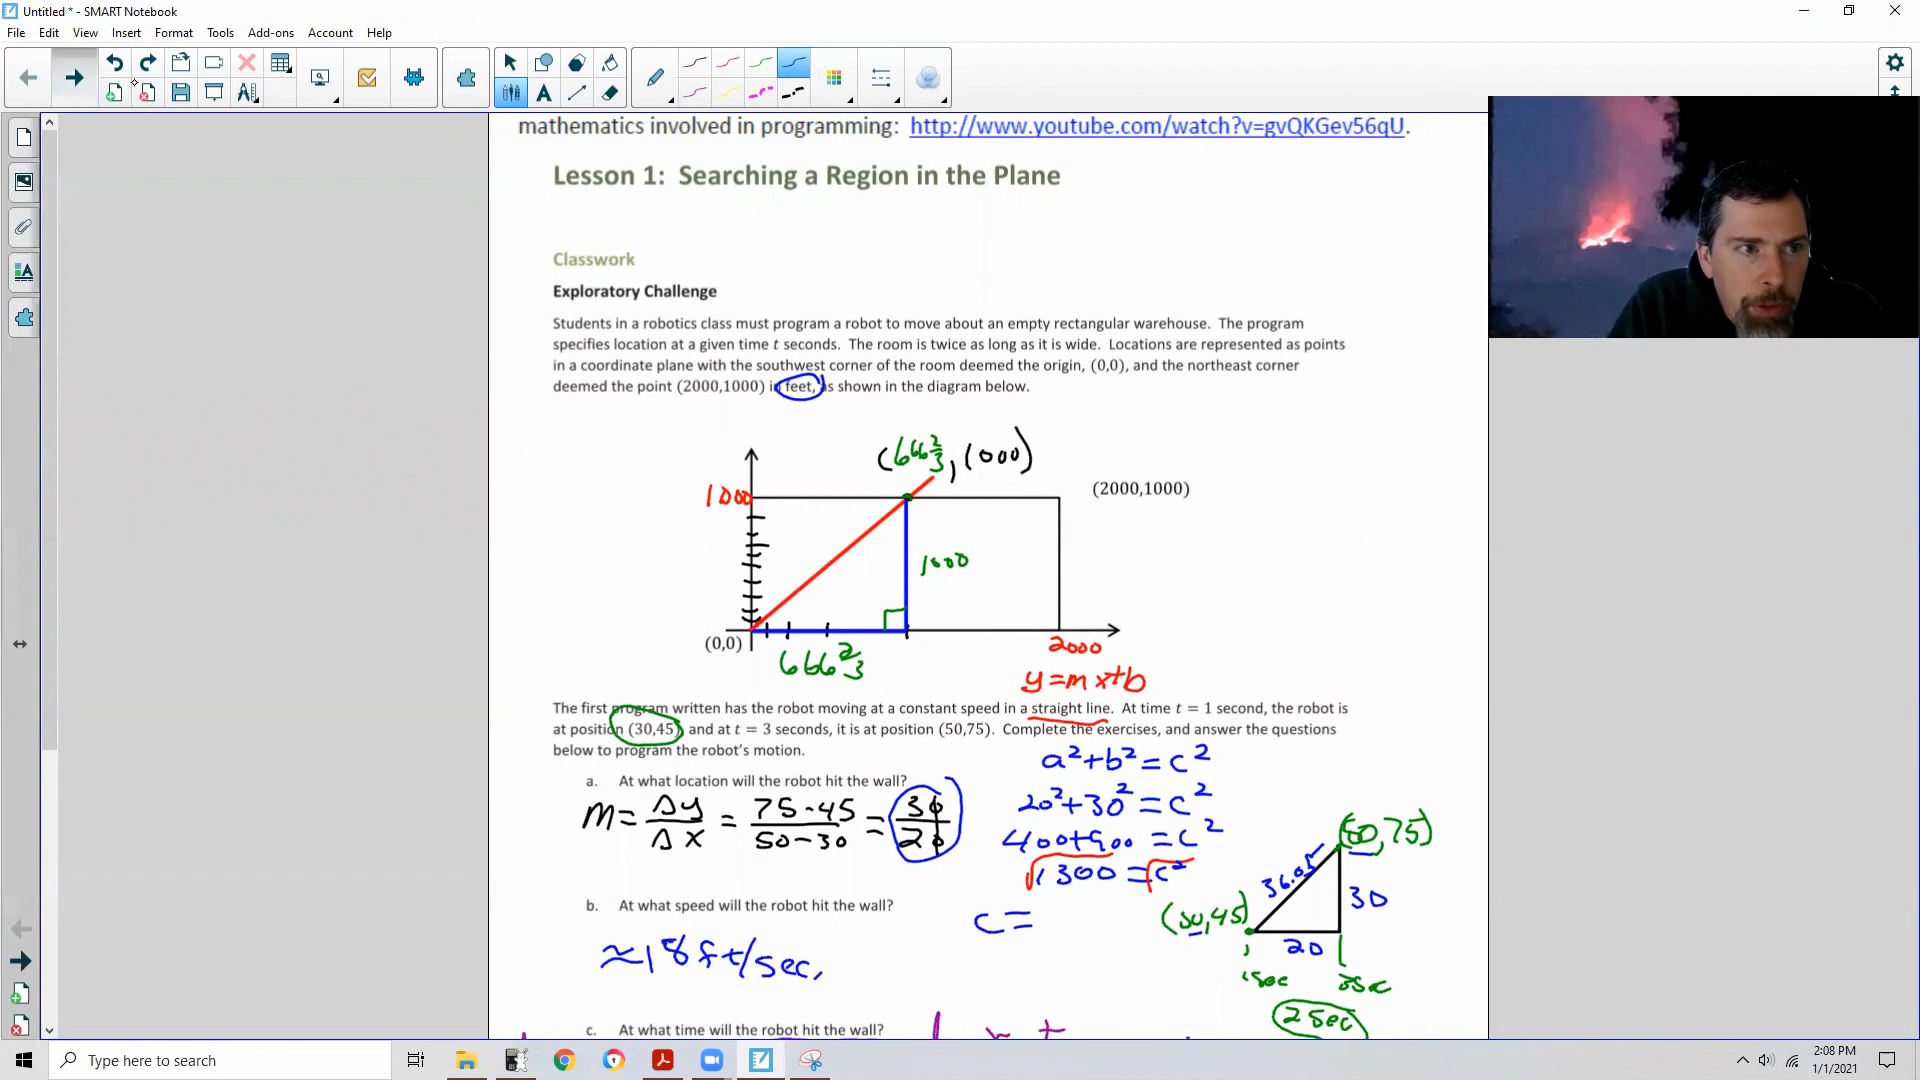 Untitled * - SMART Notebook
File Edit View Insert Format Tools Add-ons Account Help
mathematics involved in programming: http://www.youtube.com/watch?v=gvQKGev56qU.
Lesson 1: Searching a Region in the Plane
Classwork
Exploratory Challenge
Students in a robotics class must program a robot to move about an empty rectangular warehouse. The program
specifies location at a given time t seconds. The room is twice as long as it is wide. Locations are represented as points
in a coordinate plane with the southwest corner of the room deemed the origin, (0,0), and the northeast corner
deemed the point (2000,1000) in feet, as shown in the diagram below.
(666 2/3, 1000)
1000
(2000,1000)
1000
(0,0)
666 2/3
2000
y=mx+b
The first program written has the robot moving at a constant speed in a straight line. At time t = 1 second, the robot is
at position (30,45) and at t = 3 seconds, it is at position (50,75). Complete the exercises, and answer the questions
below to program the robot's motion.
a² + b² = c²
a. At what location will the robot hit the wall?
m = Δy/Δx = 75-45/50-30 = 30/20
20² + 30² = c²
400+900 = c²
√1300 = √c²
c =
(50,75)
36.05
30
(30,45)
20
1sec
3sec
2 sec
b. At what speed will the robot hit the wall?
≈18 ft/sec.
c. At what time will the robot hit the wall?
Type here to search
2:08 PM
1/1/2021